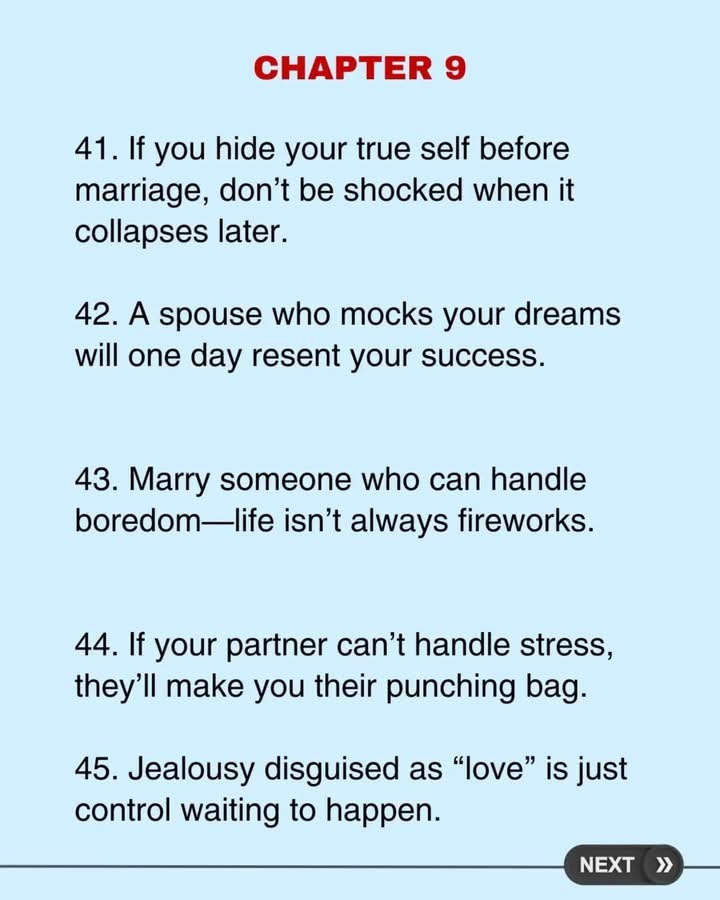 CHAPTER 9
41. If you hide your true self before
marriage, don’t be shocked when it
collapses later.
42. A spouse who mocks your dreams
will one day resent your success.
43. Marry someone who can handle
boredom—life isn’t always fireworks.
44. If your partner can’t handle stress,
they’ll make you their punching bag.
45. Jealousy disguised as “love” is just
control waiting to happen.
NEXT »